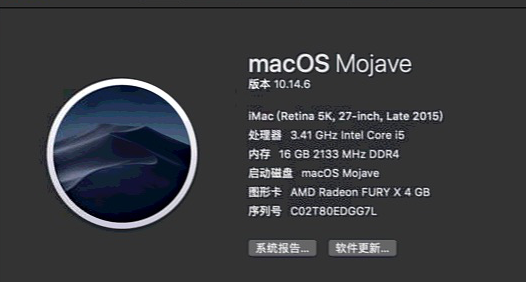 macOS Mojave
版本 10.14.6
iMac (Retina 5K, 27-inch, Late 2015)
处理器 3.41 GHz Intel Core i5
内存 16 GB 2133 MHz DDR4
启动磁盘 macOS Mojave
图形卡 AMD Radeon FURY X 4 GB
序列号 C02T80EDGG7L
系统报告... 软件更新...